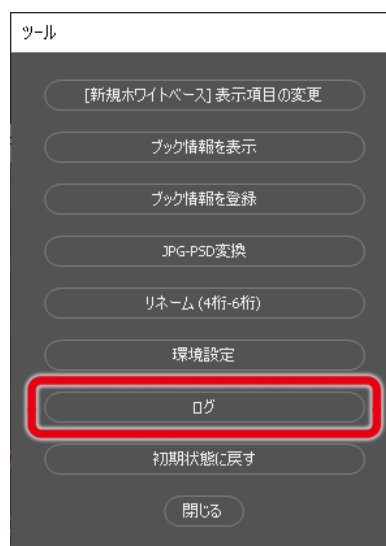 ツール
[新規ホワイトベース] 表示項目の変更
ブック情報を表示
ブック情報を登録
JPG-PSD変換
リネーム (4桁-6桁)
環境設定
ログ
初期状態に戻す
閉じる